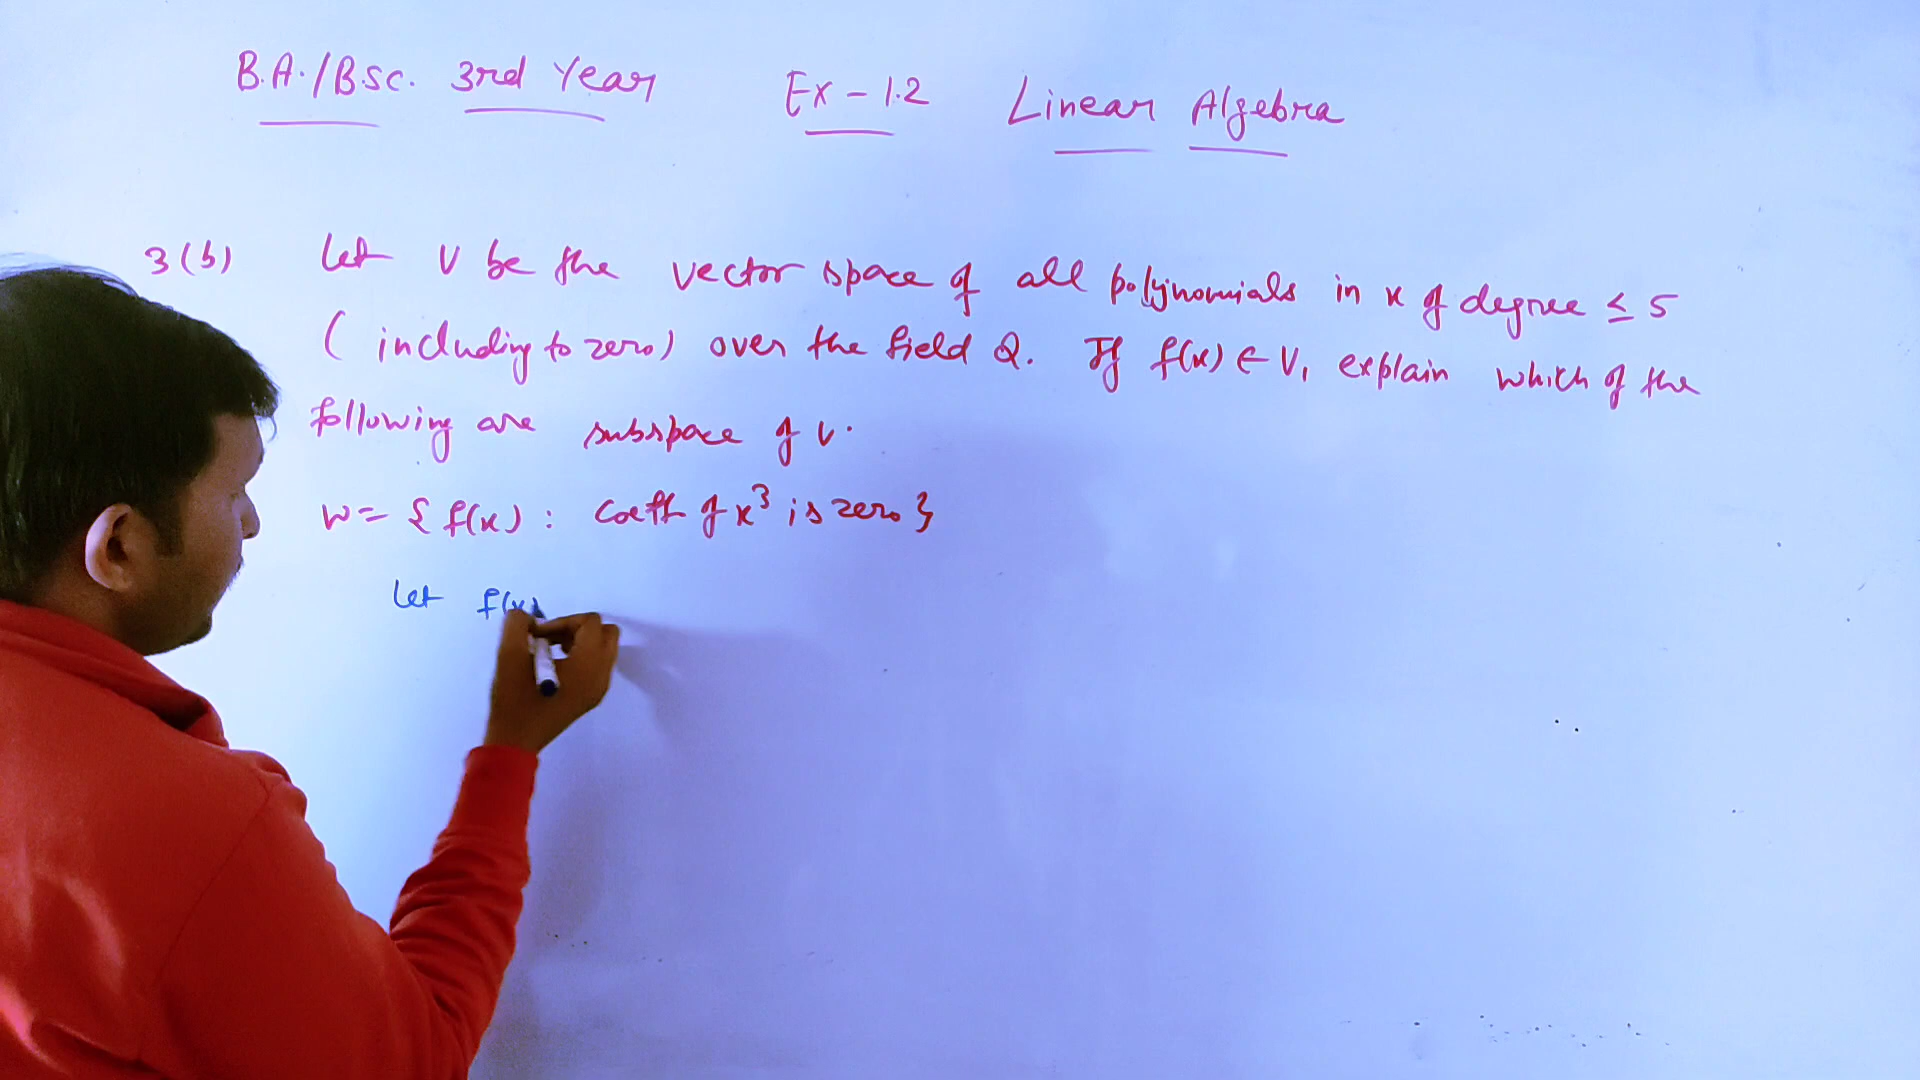 B.A./B.sc. 3rd Year Ex - 1.2 Linear Algebra
3(b) Let V be the vector space of all polynomials in x of degree ≤ 5
( including to zero) over the field Q. If f(x) ∈ V, explain which of the
following are subspace of V.
W = { f(x) : Coeff of x³ is zero }
Let f(x)